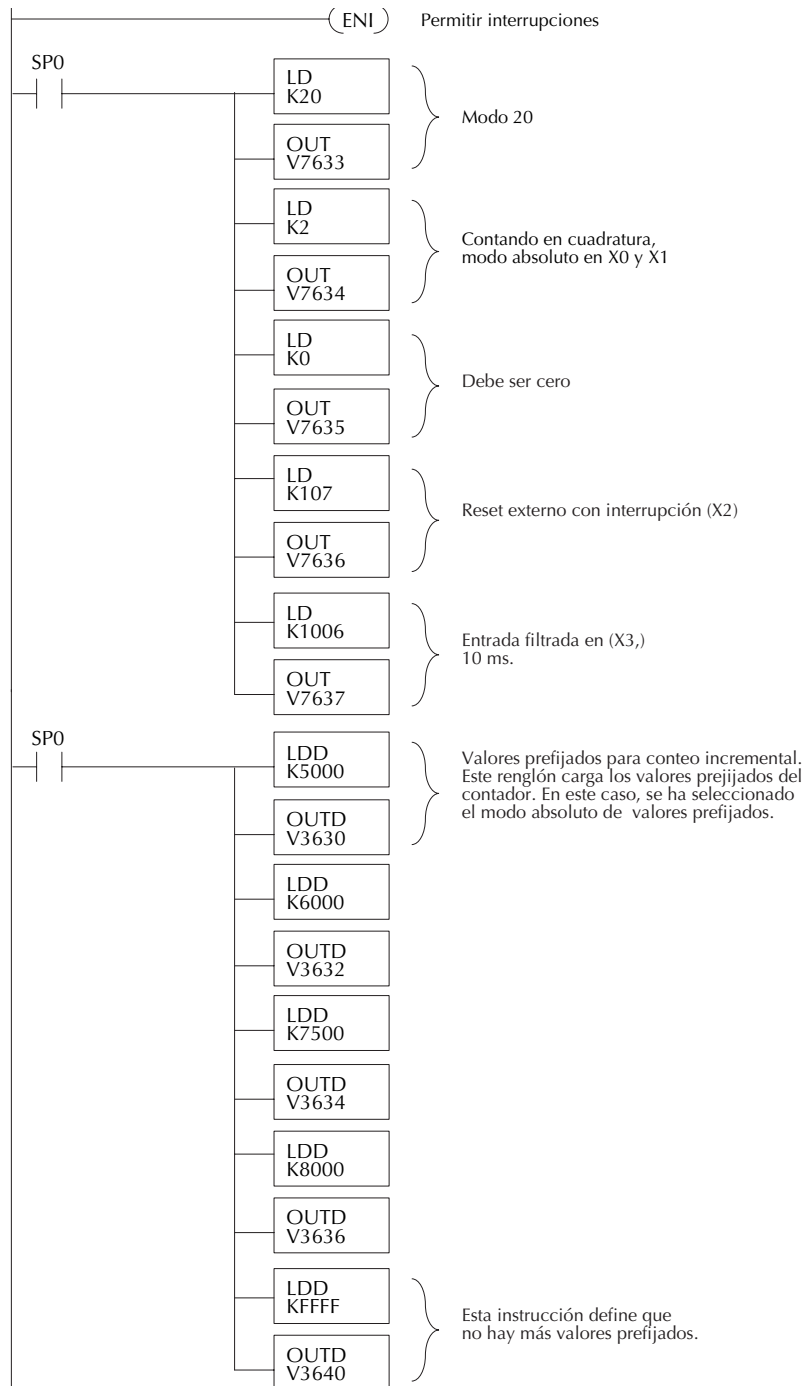 ENI
Permitir interrupciones
SP0
LD
K20
Modo 20
OUT
V7633
LD
K2
Contando en cuadratura,
modo absoluto en X0 y X1
OUT
V7634
LD
K0
Debe ser cero
OUT
V7635
LD
K107
Reset externo con interrupción (X2)
OUT
V7636
LD
K1006
Entrada filtrada en (X3,)
10 ms.
OUT
V7637
SP0
LDD
K5000
Valores prefijados para conteo incremental.
Este renglón carga los valores prejijados del
contador. En este caso, se ha seleccionado
el modo absoluto de valores prefijados.
OUTD
V3630
LDD
K6000
OUTD
V3632
LDD
K7500
OUTD
V3634
LDD
K8000
OUTD
V3636
LDD
KFFFF
Esta instrucción define que
no hay más valores prefijados.
OUTD
V3640